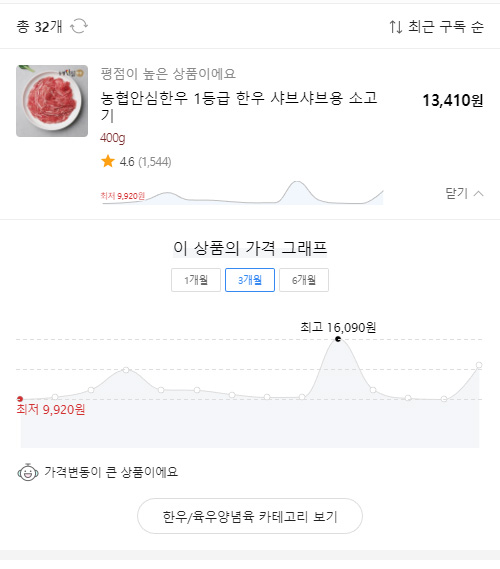 총 32개
최근 구독 순
평점이 높은 상품이에요
농협안심한우 1등급 한우 샤브샤브용 소고
기
13,410원
400g
4.6 (1,544)
최저 9,920원
닫기
이 상품의 가격 그래프
1개월
3개월
6개월
최고 16,090원
최저 9,920원
가격변동이 큰 상품이에요
한우/육우양념육 카테고리 보기